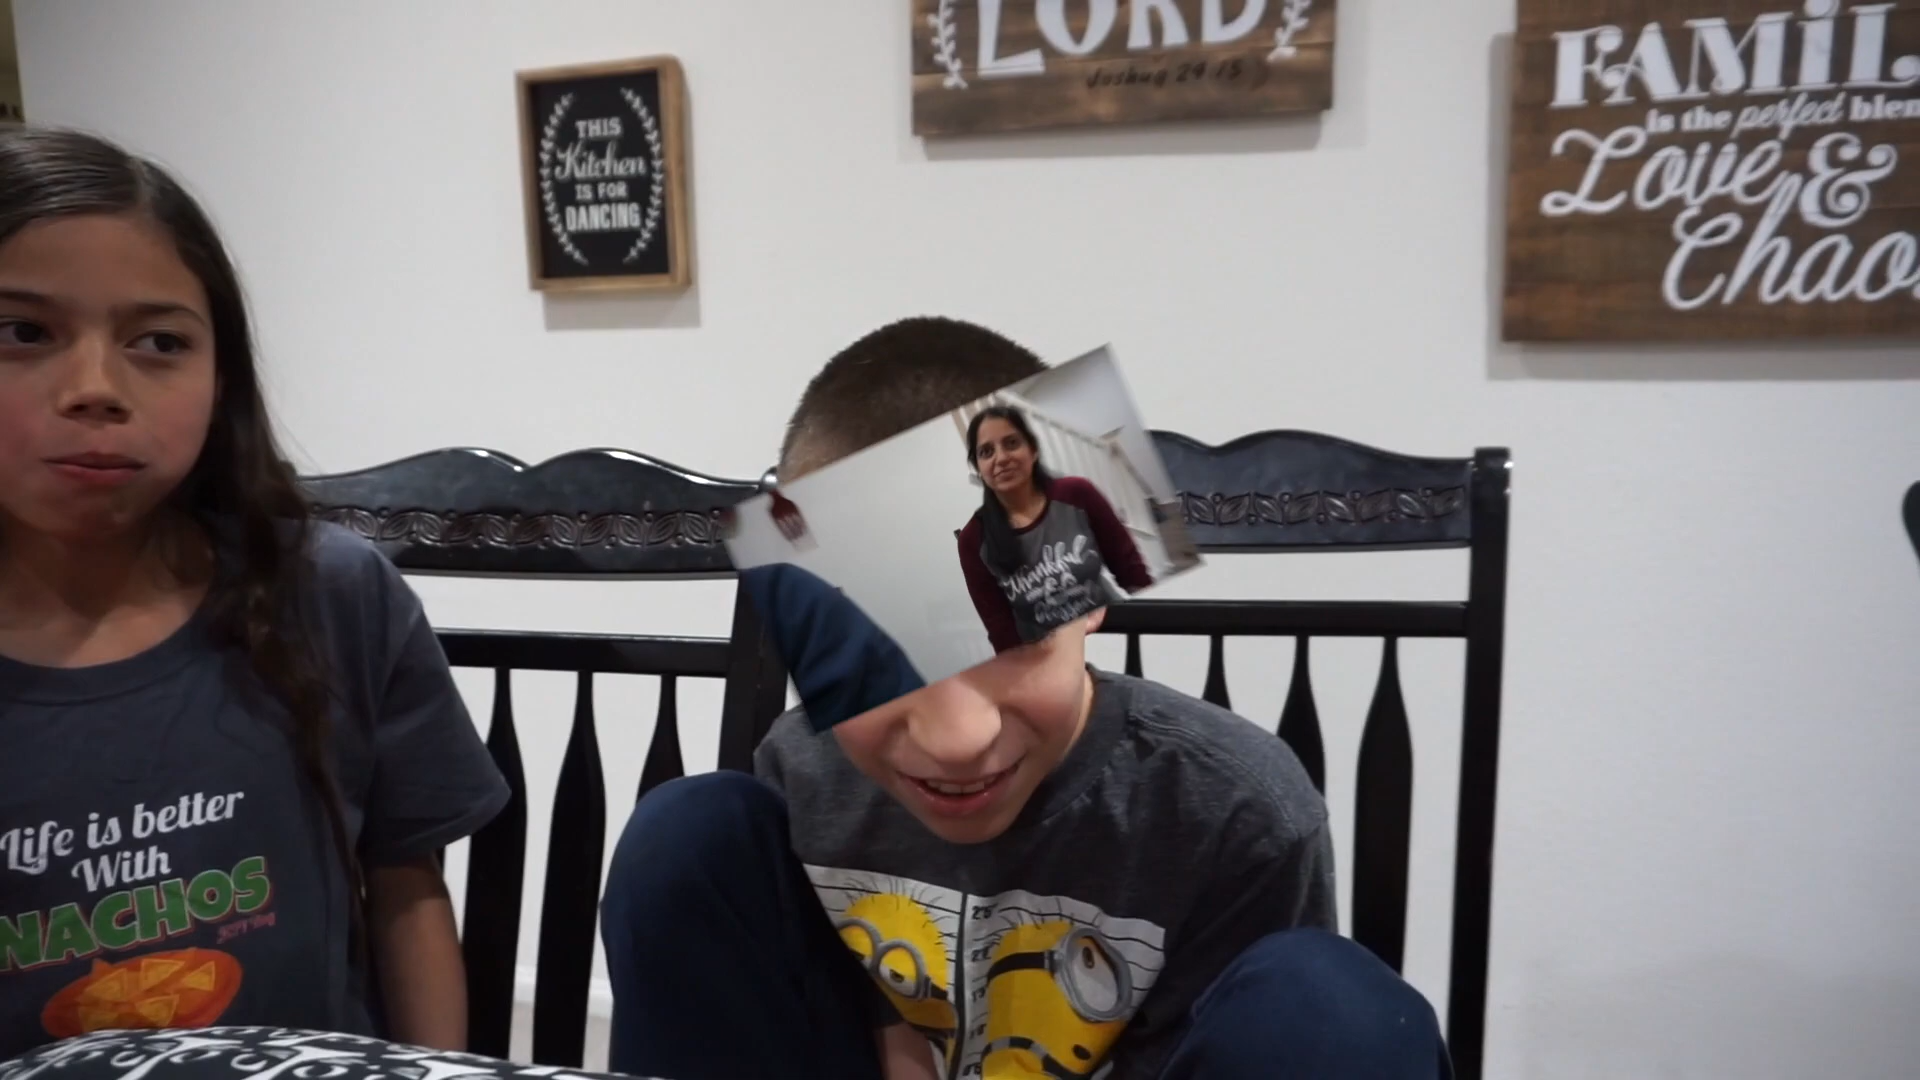 THIS
Kitchen
IS FOR
DANCING
LORD
Joshua 24:15
FAMIL
is the perfect blen
Love &
Chao
Life is better
With
NACHOS
thankful